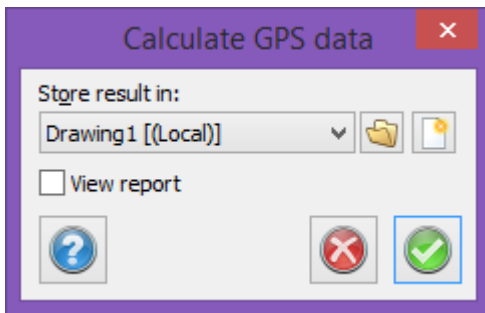 Calculate GPS data
Store result in:
Drawing1 [(Local)]
View report